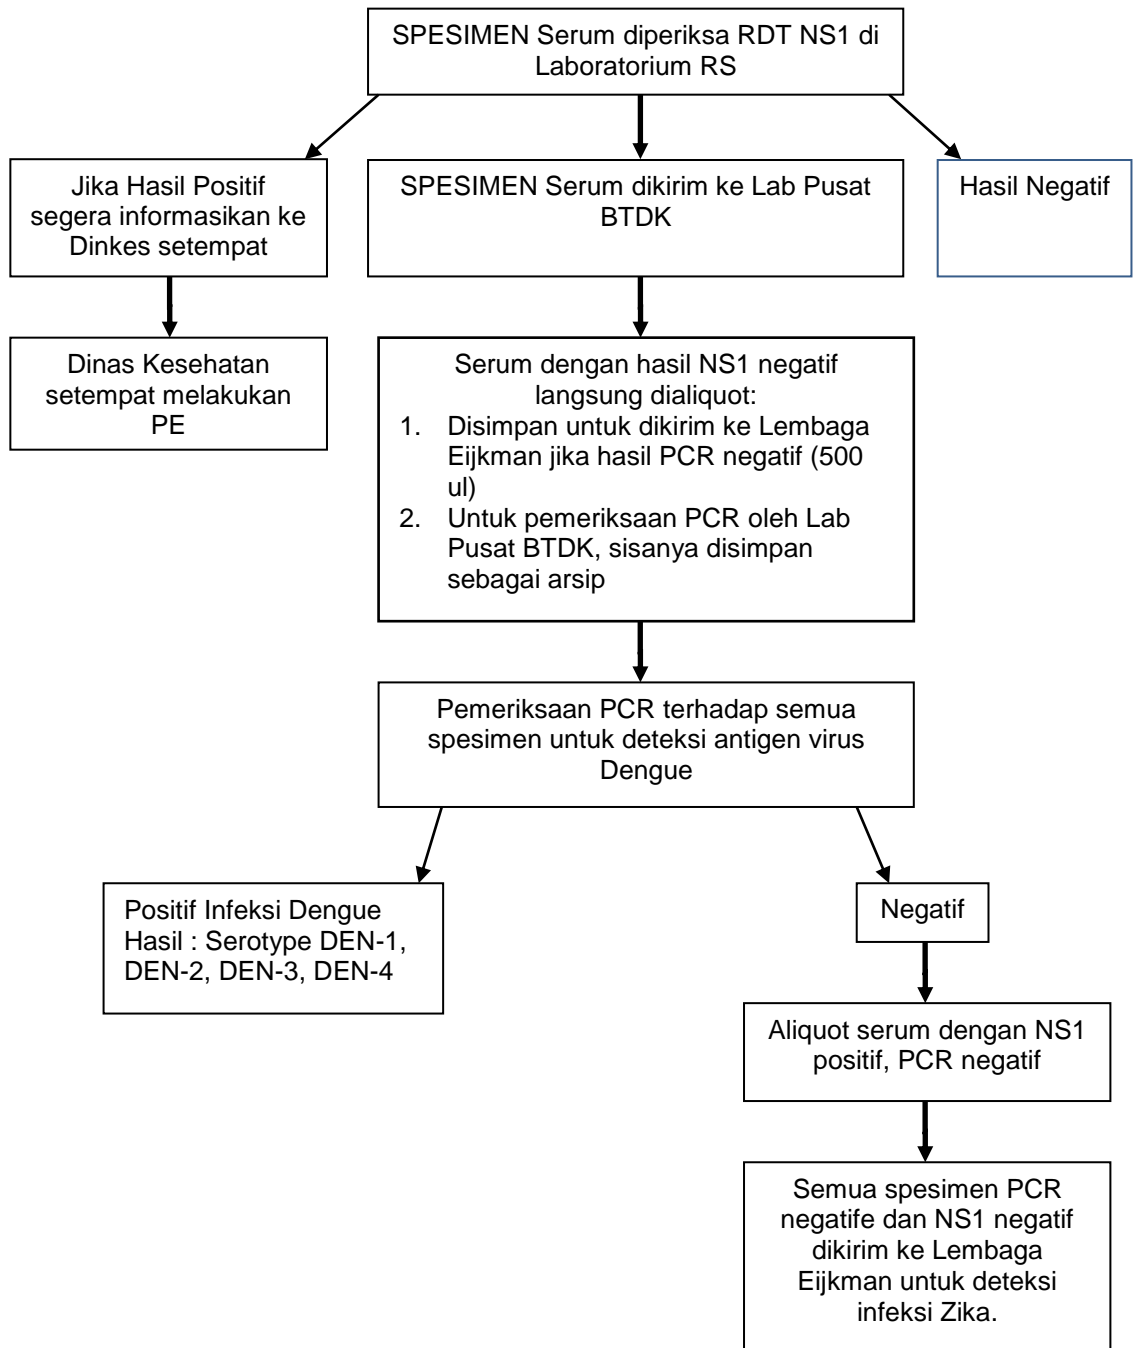 SPESIMEN Serum diperiksa RDT NS1 di
Laboratorium RS
Jika Hasil Positif
segera informasikan ke
Dinkes setempat
SPESIMEN Serum dikirim ke Lab Pusat
BTDK
Hasil Negatif
Dinas Kesehatan
setempat melakukan
PE
Serum dengan hasil NS1 negatif
langsung dialiquot:
1. Disimpan untuk dikirim ke Lembaga
Eijkman jika hasil PCR negatif (500
ul)
2. Untuk pemeriksaan PCR oleh Lab
Pusat BTDK, sisanya disimpan
sebagai arsip
Pemeriksaan PCR terhadap semua
spesimen untuk deteksi antigen virus
Dengue
Positif Infeksi Dengue
Hasil : Serotype DEN-1,
DEN-2, DEN-3, DEN-4
Negatif
Aliquot serum dengan NS1
positif, PCR negatif
Semua spesimen PCR
negatife dan NS1 negatif
dikirim ke Lembaga
Eijkman untuk deteksi
infeksi Zika.